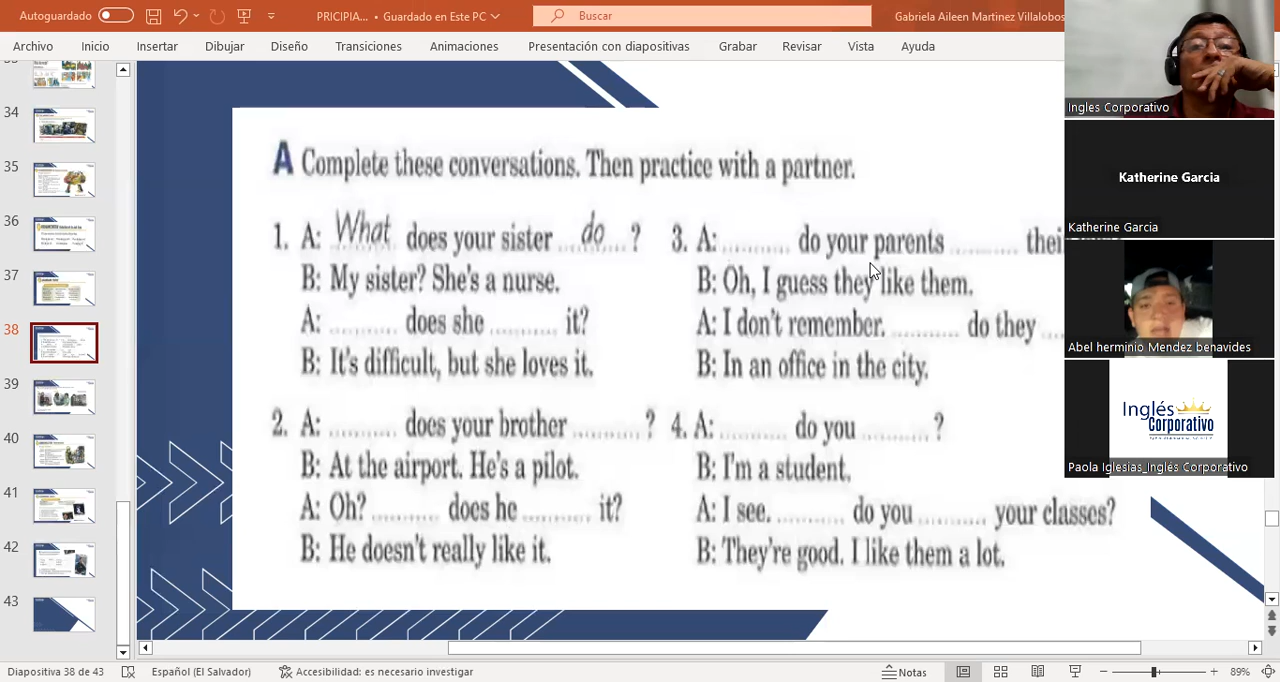 Autoguardado
PRICIPIA... • Guardado en Este PC
Buscar
Gabriela Aileen Martinez Villalobos
Archivo Inicio Insertar Dibujar Diseño Transiciones Animaciones Presentación con diapositivas Grabar Revisar Vista Ayuda
34
35
36
37
38
39
40
41
42
43
A Complete these conversations. Then practice with a partner.
1. A: What does your sister do ?
B: My sister? She's a nurse.
A: .......... does she .......... it?
B: It's difficult, but she loves it.
2. A: .......... does your brother .......... ?
B: At the airport. He's a pilot.
A: Oh? .......... does he .......... it?
B: He doesn't really like it.
3. A: .......... do your parents .......... thei
B: Oh, I guess they like them.
A: I don't remember. .......... do they ...
B: In an office in the city.
4. A: .......... do you .......... ?
B: I'm a student.
A: I see. .......... do you .......... your classes?
B: They're good. I like them a lot.
Ingles Corporativo
Katherine Garcia
Katherine Garcia
Abel herminio Mendez benavides
Inglés
Corporativo
Paola Iglesias_Inglés Corporativo
Diapositiva 38 de 43 Español (El Salvador) Accesibilidad: es necesario investigar Notas 89%